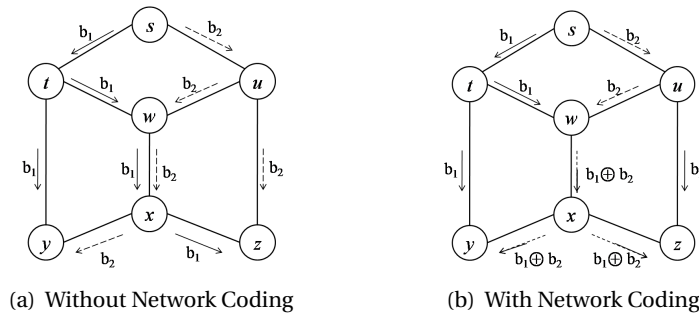 s
b₁
b₂
t
u
b₁
b₂
w
b₁
b₁
b₂
b₂
x
y
b₂
b₁
z
(a) Without Network Coding
s
b₁
b₂
t
u
b₁
b₂
w
b₁
b₁⊕b₂
b
x
y
b₁⊕b₂
b₁⊕b₂
z
(b) With Network Coding